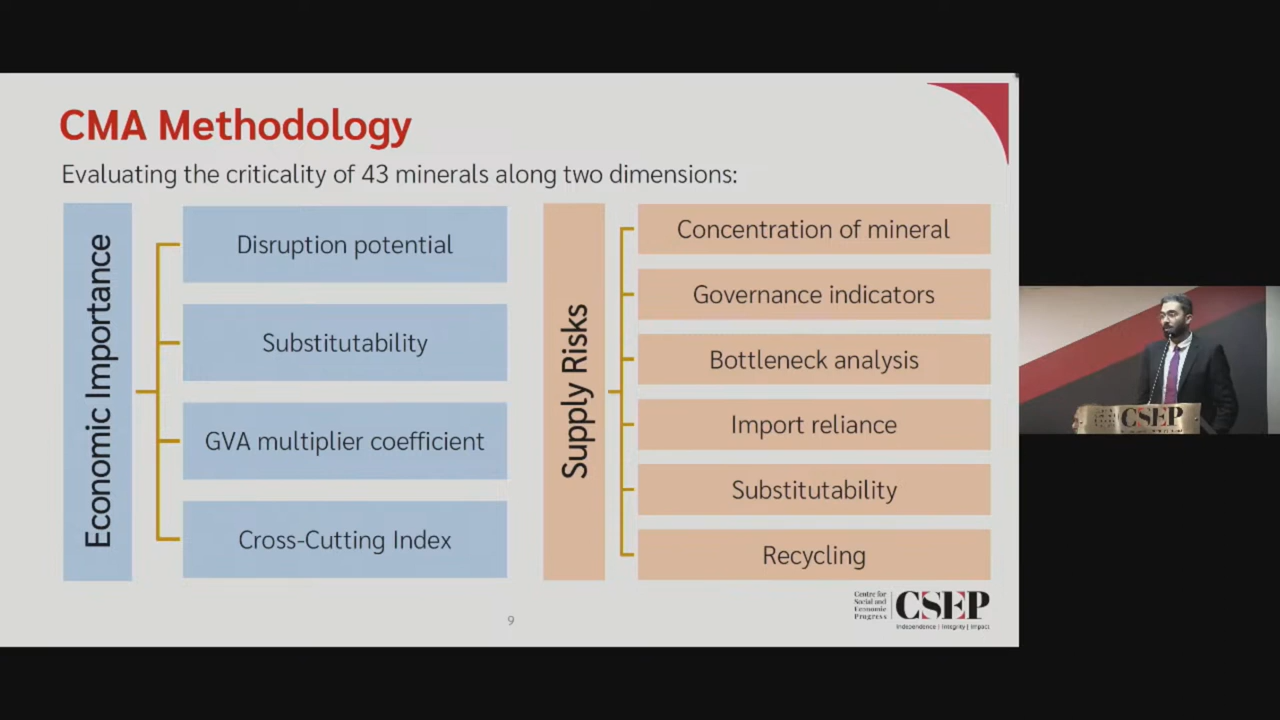 CMA Methodology
Evaluating the criticality of 43 minerals along two dimensions:
Economic Importance
Disruption potential
Substitutability
GVA multiplier coefficient
Cross-Cutting Index
Supply Risks
Concentration of mineral
Governance indicators
Bottleneck analysis
Import reliance
Substitutability
Recycling
9
Centre for
Social and
Economic
Progress
CSEP
Independence | Integrity | Impact
CSEP